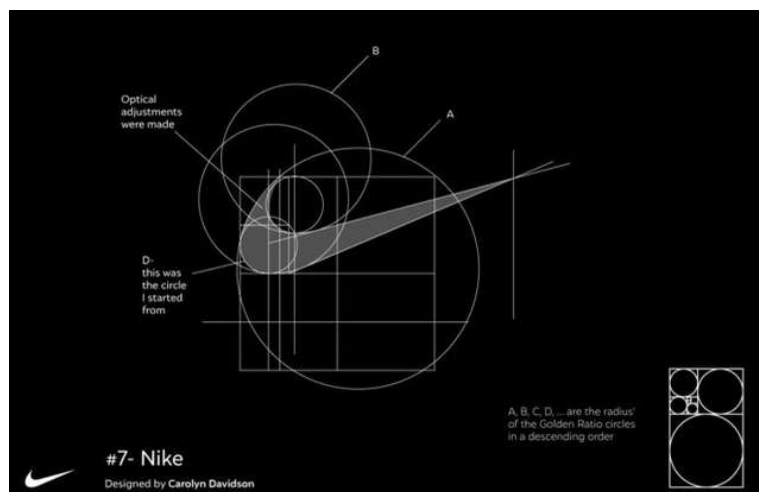 B
A
Optical
adjustments
were made
D-
this was
the circle
I started
from
A, B, C, D, ... are the radius'
of the Golden Ratio circles
in a descending order
#7- Nike
Designed by Carolyn Davidson